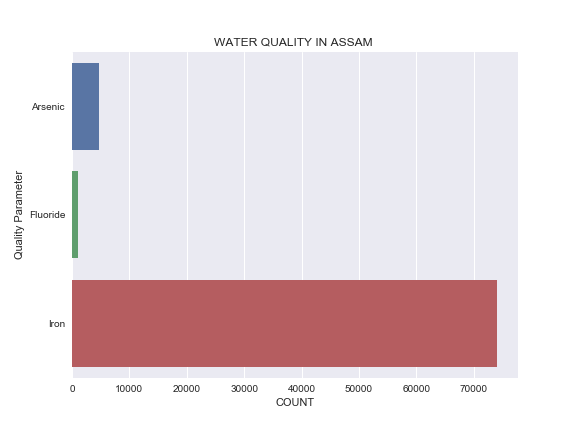 WATER QUALITY IN ASSAM
Quality Parameter
Arsenic
Fluoride
Iron
0 10000 20000 30000 40000 50000 60000 70000
COUNT